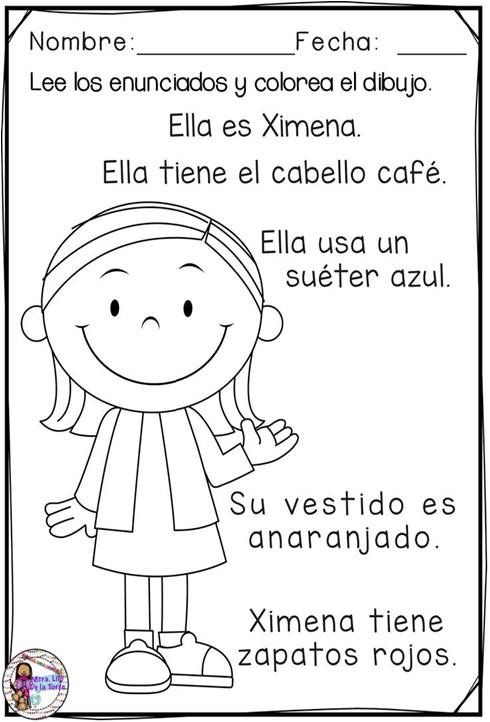 Nombre:____________Fecha: _____
Lee los enunciados y colorea el dibujo.
Ella es Ximena.
Ella tiene el cabello café.
Ella usa un
suéter azul.
Su vestido es
anaranjado.
Ximena tiene
zapatos rojos.
Mtra. Lily
De la Torre